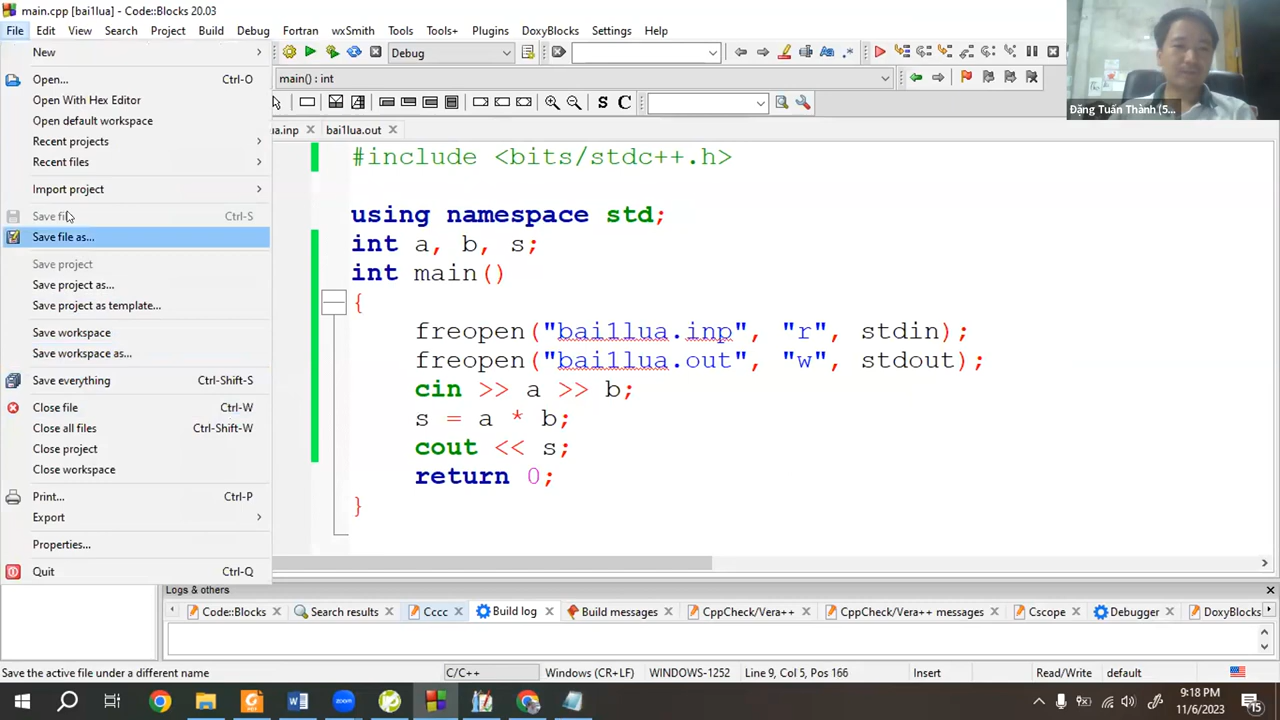 main.cpp [bai1lua] - Code::Blocks 20.03
File Edit View Search Project Build Debug Fortran wxSmith Tools Tools+ Plugins DoxyBlocks Settings Help
New
Open... Ctrl-O
Open With Hex Editor
Open default workspace
Recent projects
Recent files
Import project
Save file Ctrl-S
Save file as...
Save project
Save project as...
Save project as template...
Save workspace
Save workspace as...
Save everything Ctrl-Shift-S
Close file Ctrl-W
Close all files Ctrl-Shift-W
Close project
Close workspace
Print... Ctrl-P
Export
Properties...
Quit Ctrl-Q
Debug
main() : int
S C
ua.inp bai1lua.out
Đặng Tuấn Thành (5...
#include <bits/stdc++.h>
using namespace std;
int a, b, s;
int main()
{
freopen("bai1lua.inp", "r", stdin);
freopen("bai1lua.out", "w", stdout);
cin >> a >> b;
s = a * b;
cout << s;
return 0;
}
Logs & others
Code::Blocks Search results Cccc Build log Build messages CppCheck/Vera++ CppCheck/Vera++ messages Cscope Debugger DoxyBlocks
Save the active file under a different name C/C++ Windows (CR+LF) WINDOWS-1252 Line 9, Col 5, Pos 166 Insert Read/Write default
zoom
9:18 PM
11/6/2023
15